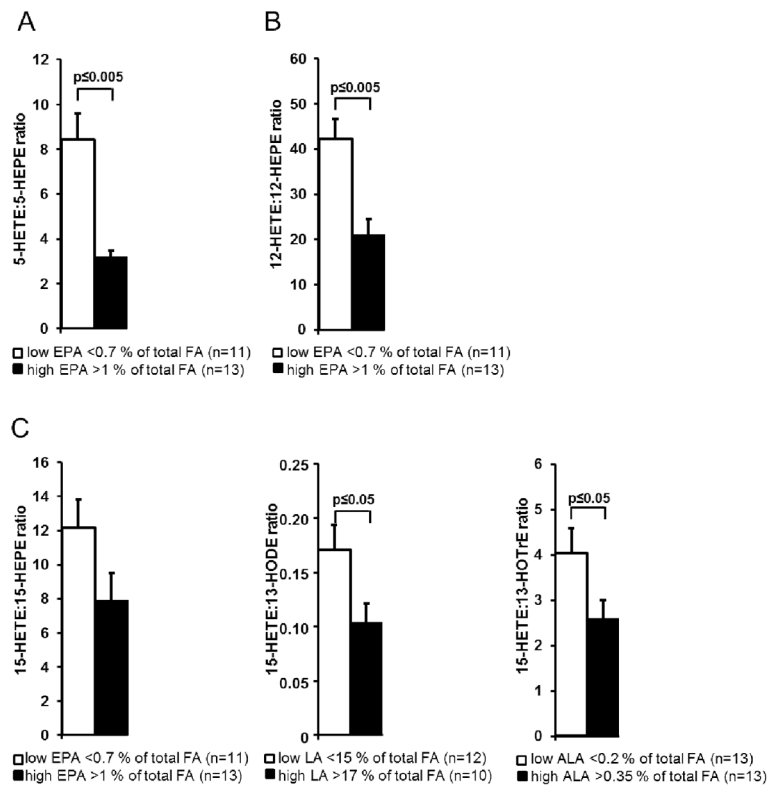 A
5-HETE:5-HEPE ratio
12
10
8
6
4
2
0
p≤0.005
low EPA <0.7 % of total FA (n=11)
high EPA >1 % of total FA (n=13)
B
12-HETE:12-HEPE ratio
60
50
40
30
20
10
0
p≤0.005
low EPA <0.7 % of total FA (n=11)
high EPA >1 % of total FA (n=13)
C
15-HETE:15-HEPE ratio
16
14
12
10
8
6
4
2
0
low EPA <0.7 % of total FA (n=11)
high EPA >1 % of total FA (n=13)
15-HETE:13-HODE ratio
0.25
0.20
0.15
0.10
0.05
0
p≤0.05
low LA <15 % of total FA (n=12)
high LA >17 % of total FA (n=10)
15-HETE:13-HOTrE ratio
6
5
4
3
2
1
0
p≤0.05
low ALA <0.2 % of total FA (n=13)
high ALA >0.35 % of total FA (n=13)